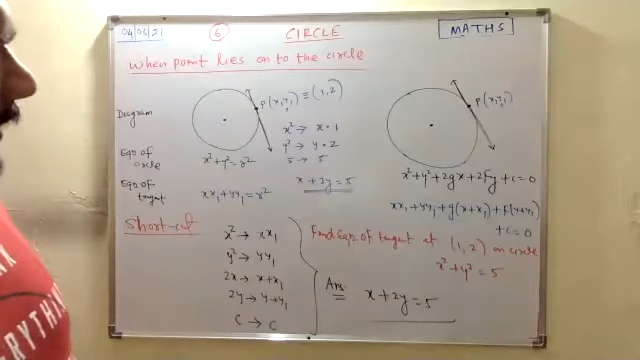 04/05/21 6 CIRCLE MATHS
When point lies on to the circle
Diagram
P(x₁,y₁) ≡ (1,2)
P(x₁,y₁)
x² → x·1
y² → y·2
5 → 5
x+2y=5
Eqn of circle
x²+y²=r²
x²+y²+2gx+2fy+c=0
Eqn of tangent
xx₁+yy₁=r²
xx₁+yy₁+g(x+x₁)+f(y+y₁)
+c=0
Short-cut
x² → xx₁
y² → yy₁
2x → x+x₁
2y → y+y₁
C → C
Find Eqn of tangent at (1,2) on circle
x²+y²=5
Ans
x+2y=5
EVERYTHIN